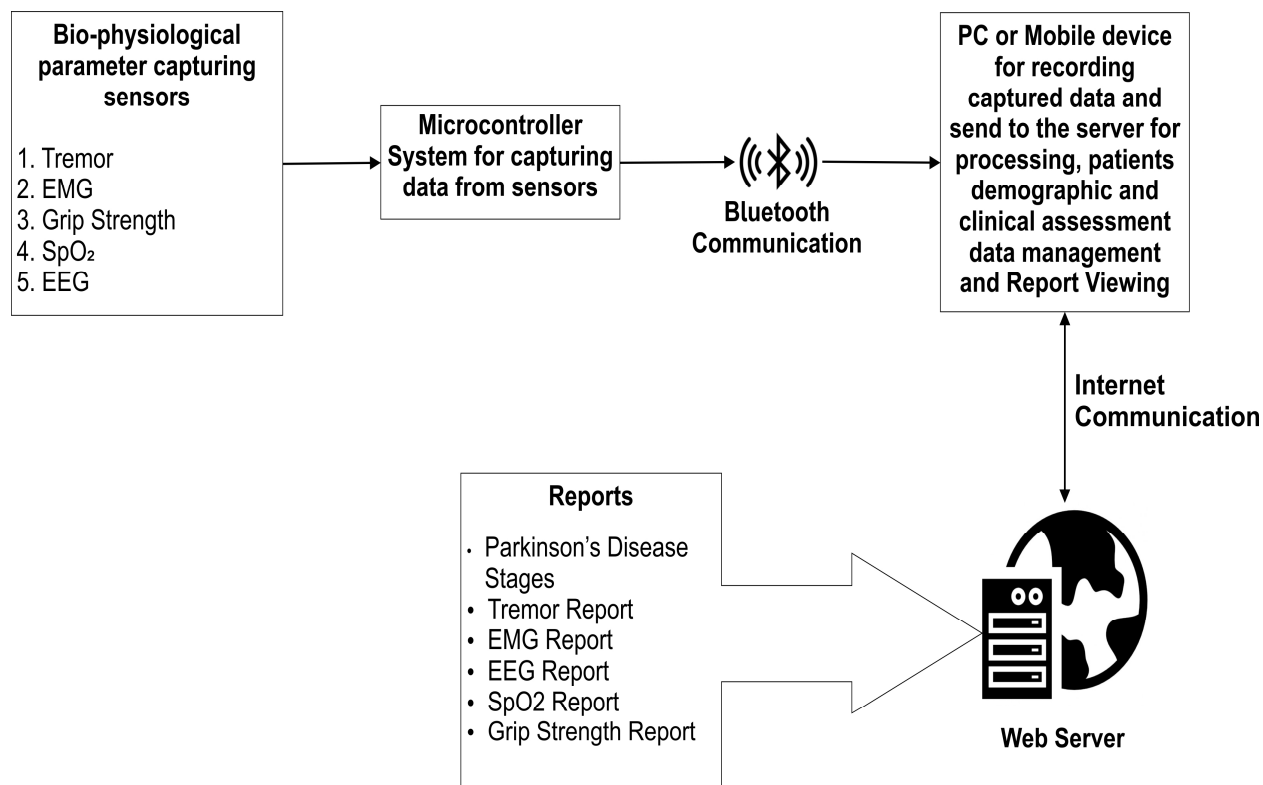 Bio-physiological
parameter capturing
sensors
1. Tremor
2. EMG
3. Grip Strength
4. SpO₂
5. EEG
Microcontroller
System for capturing
data from sensors
Bluetooth
Communication
PC or Mobile device
for recording
captured data and
send to the server for
processing, patients
demographic and
clinical assessment
data management
and Report Viewing
Internet
Communication
Reports
• Parkinson’s Disease
Stages
• Tremor Report
• EMG Report
• EEG Report
• SpO2 Report
• Grip Strength Report
Web Server